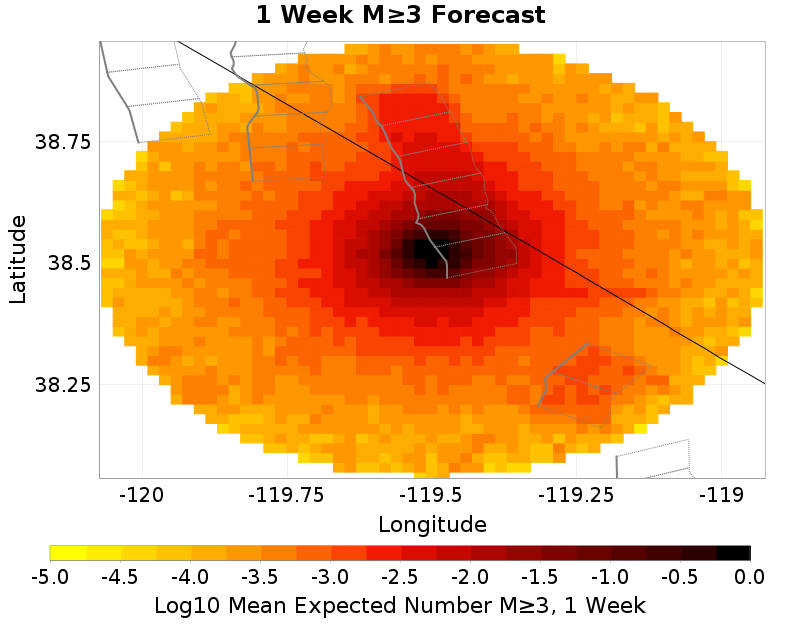 1 Week M≥3 Forecast
38.75
38.5
38.25
Latitude
-120 -119.75 -119.5 -119.25 -119
Longitude
-5.0 -4.5 -4.0 -3.5 -3.0 -2.5 -2.0 -1.5 -1.0 -0.5 0.0
Log10 Mean Expected Number M≥3, 1 Week